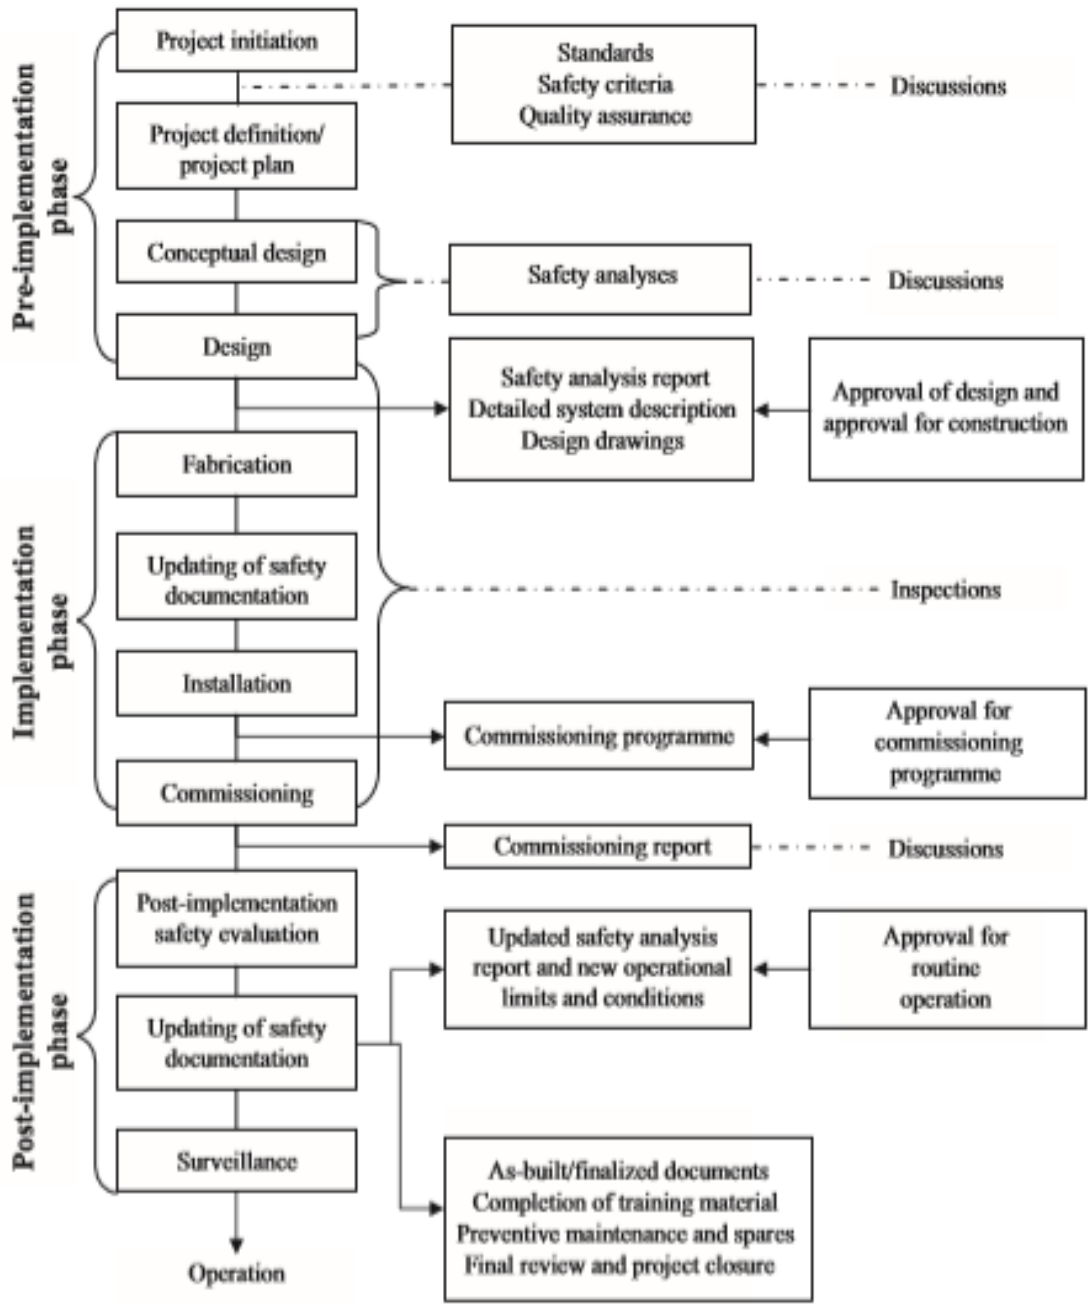 Pre-implementation
phase
Project initiation
Standards
Safety criteria
Quality assurance
Discussions
Project definition/
project plan
Conceptual design
Safety analyses
Discussions
Design
Safety analysis report
Detailed system description
Design drawings
Approval of design and
approval for construction
Implementation
phase
Fabrication
Updating of safety
documentation
Inspections
Installation
Commissioning programme
Approval for
commissioning
programme
Commissioning
Commissioning report
Discussions
Post-implementation
phase
Post-implementation
safety evaluation
Updated safety analysis
report and new operational
limits and conditions
Approval for
routine
operation
Updating of safety
documentation
Surveillance
As-built/finalized documents
Completion of training material
Preventive maintenance and spares
Final review and project closure
Operation